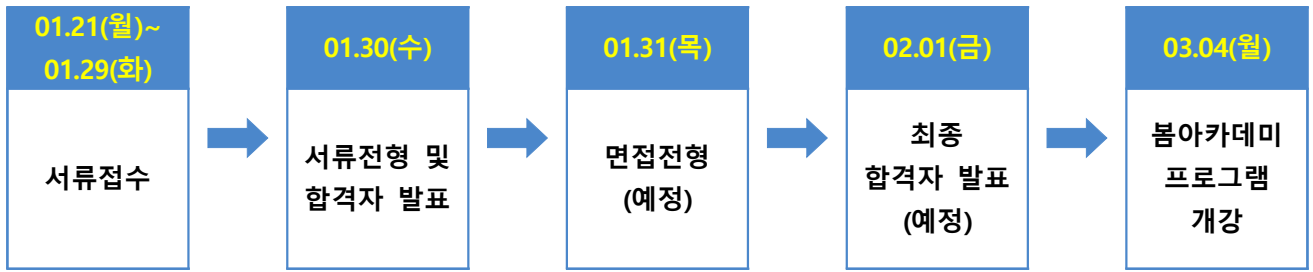 01.21(월)~
01.29(화)
서류접수
01.30(수)
서류전형 및
합격자 발표
01.31(목)
면접전형
(예정)
02.01(금)
최종
합격자 발표
(예정)
03.04(월)
봄아카데미
프로그램
개강